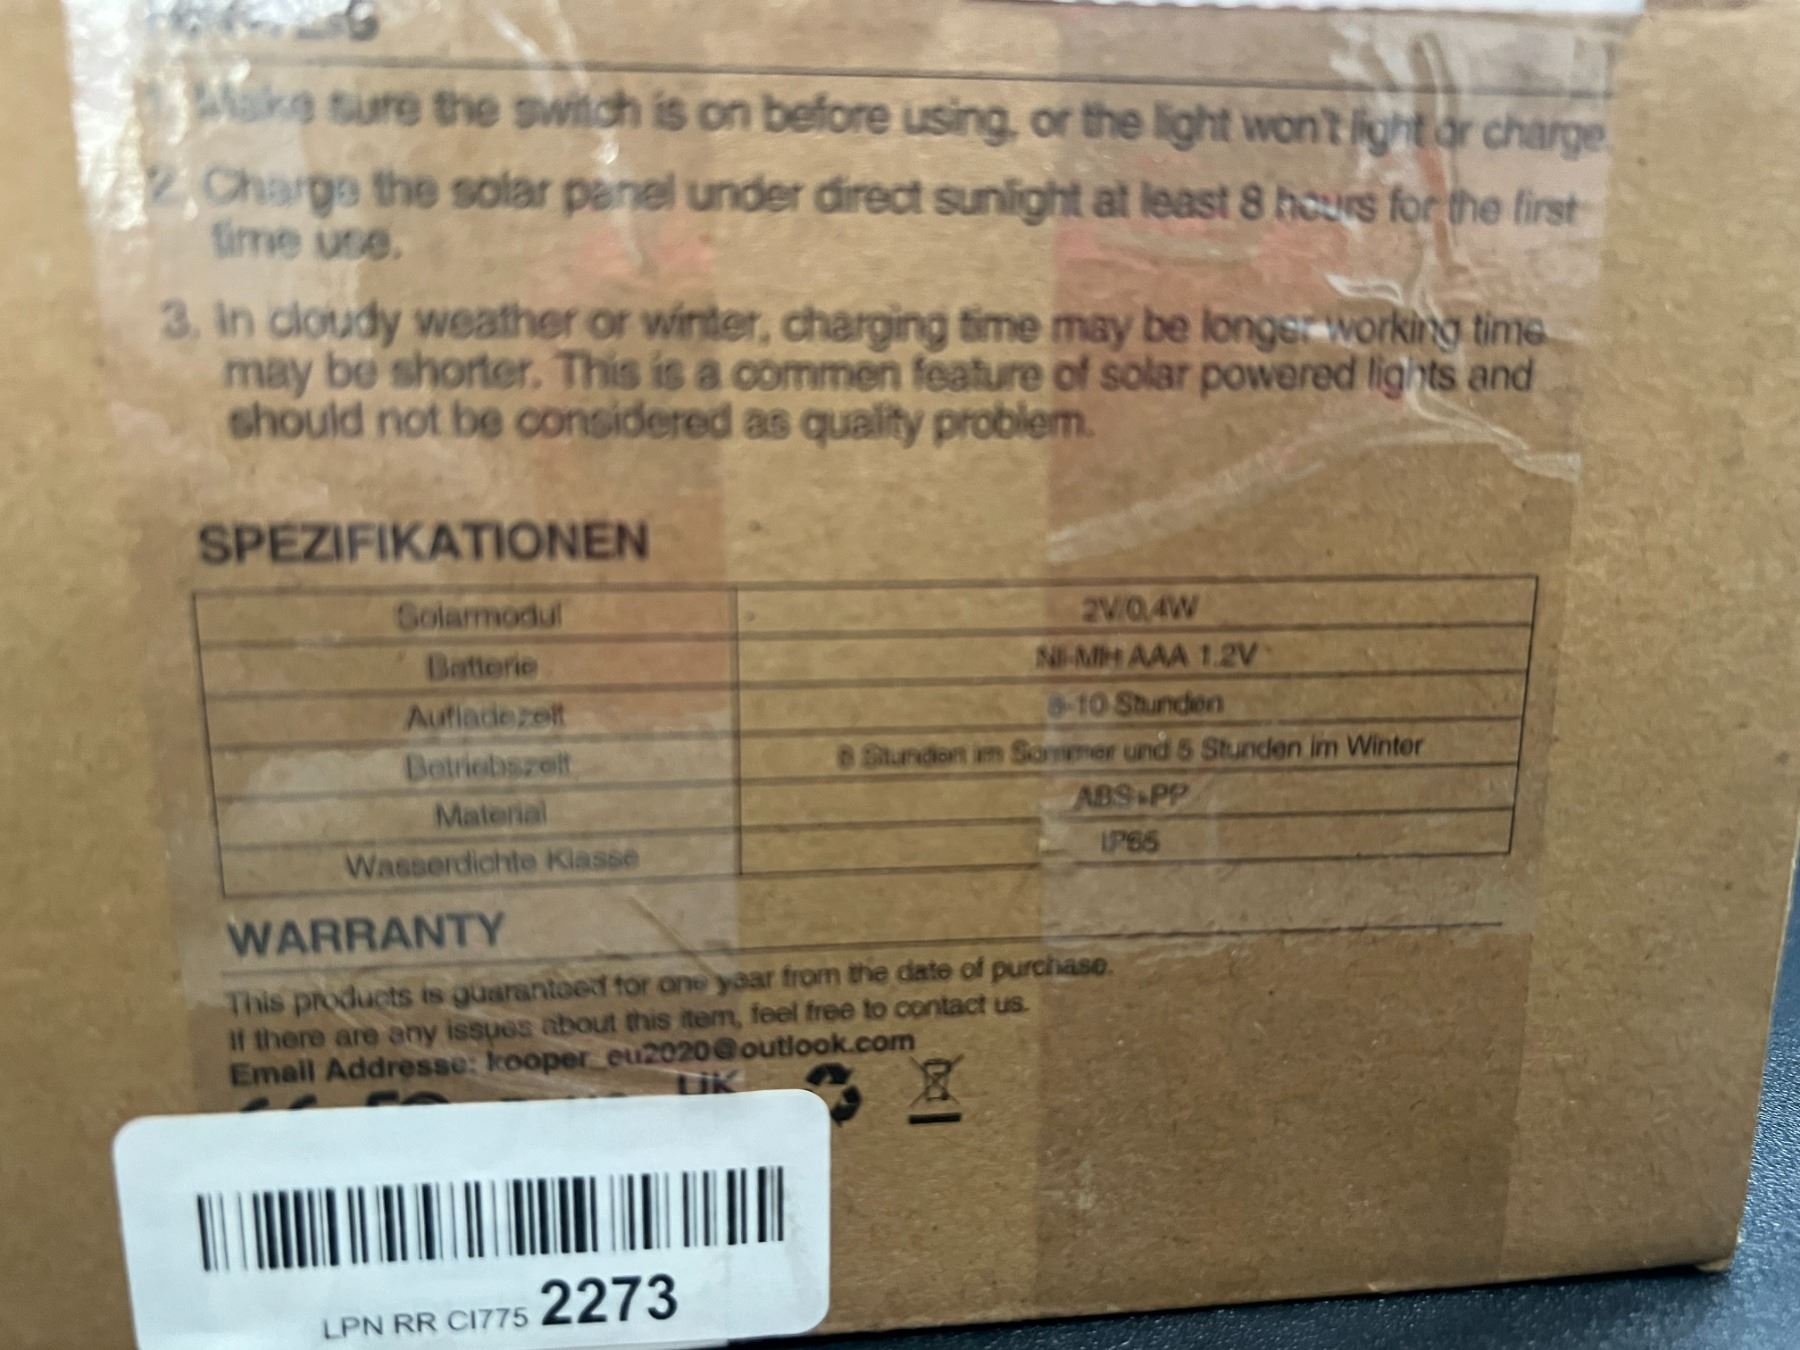 1. Make sure the switch is on before using, or the light won't light or charge.
2. Charge the solar panel under direct sunlight at least 8 hours for the first
time use.
3. In cloudy weather or winter, charging time may be longer working time
may be shorter. This is a common feature of solar powered lights and
should not be considered as quality problem.
SPEZIFIKATIONEN
Solarmodul 2V/0,4W
Batterie NI-MH AAA 1.2V
Aufladezeit 8-10 Stunden
Betriebszeit Stunden im Sommer und 5 Stunden im Winter
Material ABS+PP
Wasserdichte Klasse IP65
WARRANTY
This products is guaranteed for one year from the date of purchase.
If there are any issues about this item, feel free to contact us.
Email Addresse: kooper_eu2020@outlook.com
UK
LPN RR CI775 2273